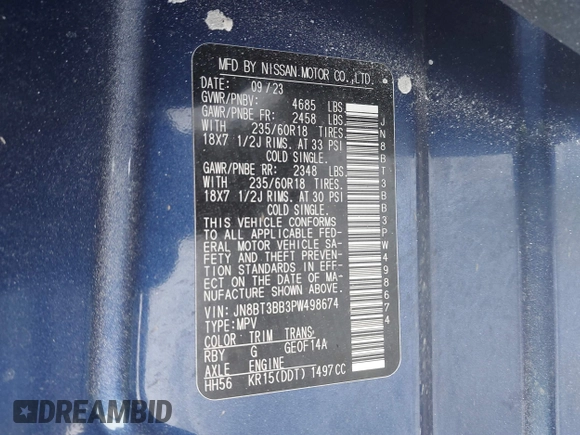 MFD BY NISSAN MOTOR CO.,LTD.
DATE: 09/23
GVWR/PNBV: 4685 LBS
GAWR/PNBE FR: 2458 LBS
WITH 235/60R18 TIRES,
18X7 1/2J RIMS, AT 33 PSI
COLD SINGLE.
GAWR/PNBE RR: 2348 LBS
WITH 235/60R18 TIRES,
18X7 1/2J RIMS, AT 30 PSI
COLD SINGLE.
THIS VEHICLE CONFORMS
TO ALL APPLICABLE FED-
ERAL MOTOR VEHICLE SA-
FETY AND THEFT PREVEN-
TION STANDARDS IN EFF-
ECT ON THE DATE OF MA-
NUFACTURE SHOWN ABOVE.
VIN: JN8BT3BB3PW498674
TYPE: MPV
COLOR TRIM TRANS
RBY G GE0F14A
AXLE ENGINE
HH56 KR15(DDT) 1497CC
JN8BT3BB3PW498674
DREAMBID